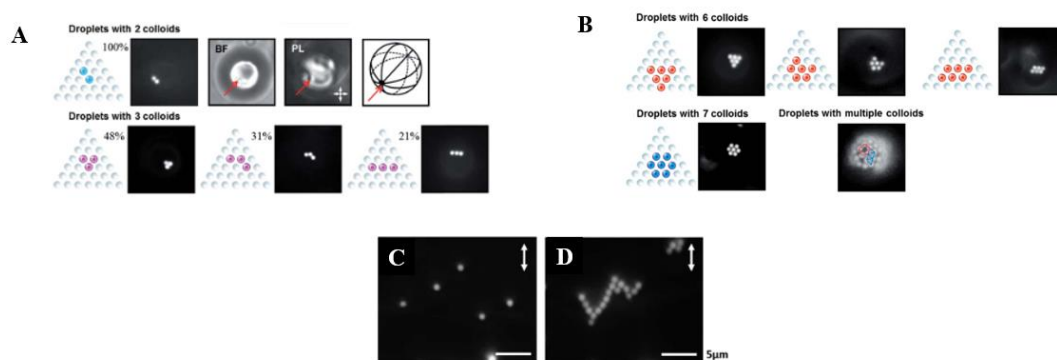 A
Droplets with 2 colloids
100%
BF
PL
Droplets with 3 colloids
48%
31%
21%
B
Droplets with 6 colloids
Droplets with 7 colloids
Droplets with multiple colloids
C
D
5μm